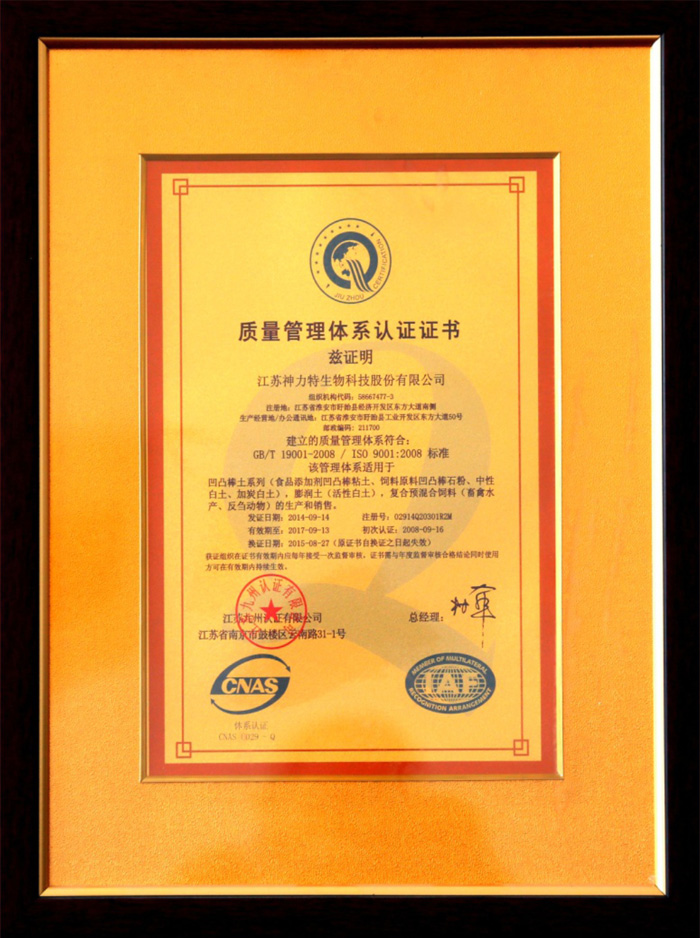 JIU ZHOU CERTIFICATION
质量管理体系认证证书
兹证明
江苏神力特生物科技股份有限公司
组织机构代码：58667477-3
注册地：江苏省淮安市盱眙县经济开发区东方大道南侧
生产经营地/办公通讯地：江苏省淮安市盱眙县工业开发区东方大道50号
邮政编码：211700
建立的质量管理体系符合：
GB/T 19001-2008 / ISO 9001:2008 标准
该管理体系适用于
凹凸棒土系列（食品添加剂凹凸棒粘土、饲料原料凹凸棒石粉、中性
白土、加炭白土），膨润土（活性白土），复合预混合饲料（畜禽水
产、反刍动物）的生产和销售。
发证日期：2014-09-14 注册号：02914Q20301R2M
有效期至：2017-09-13 初次认证：2008-09-16
换证日期：2015-08-27（原证书自换证之日起失效）
获证组织在证书有效期内应每年接受一次监督审核，证书需与年度监督审核合格结论同时使用
方可在有效期内持续生效。
江苏九州认证有限公司 总经理：
江苏省南京市鼓楼区云南路31-1号
CNAS
体系认证
CNAS C029 - Q
MEMBER OF MULTILATERAL
IAF
RECOGNITION ARRANGEMENT